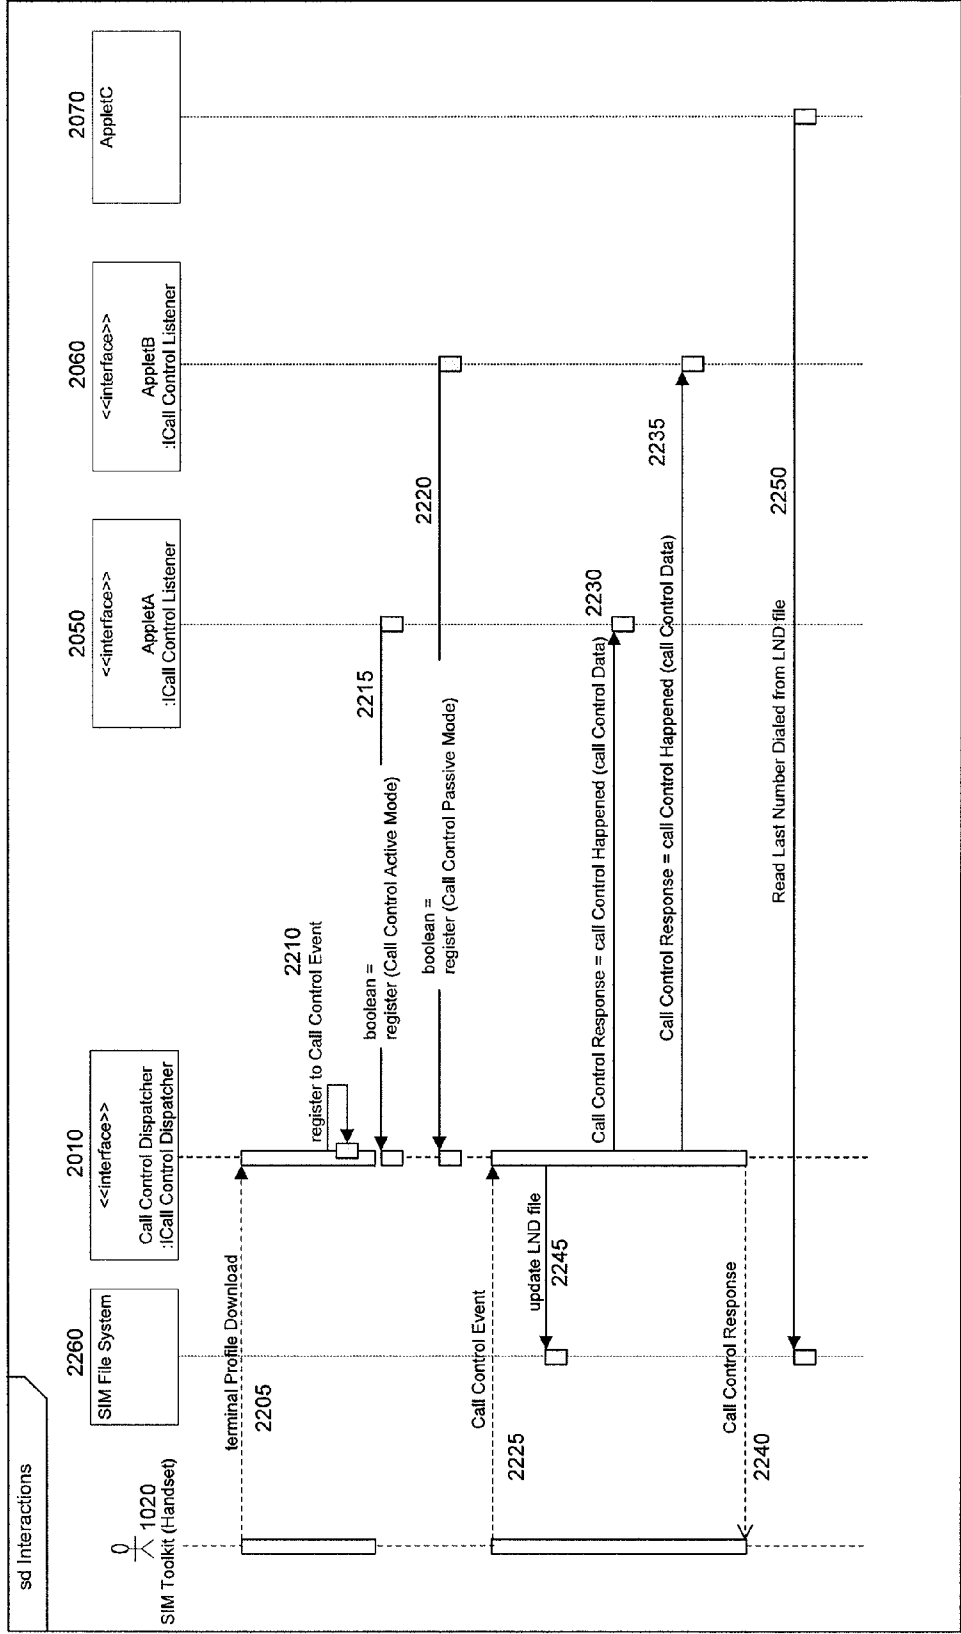 sd Interactions
1020
SIM Toolkit (Handset)
2260
SIM File System
2010
<<interface>>
Call Control Dispatcher
:ICall Control Dispatcher
2050
<<interface>>
AppletA
:ICall Control Listener
2060
<<interface>>
AppletB
:ICall Control Listener
2070
AppletC
terminal Profile Download
2205
2210
register to Call Control Event
2215
boolean =
register (Call Control Active Mode)
2220
boolean =
register (Call Control Passive Mode)
Call Control Event
2225
update LND file
2245
2230
Call Control Response = call Control Happened (call Control Data)
2235
Call Control Response = call Control Happened (call Control Data)
Call Control Response
2240
2250
Read Last Number Dialed from LND file